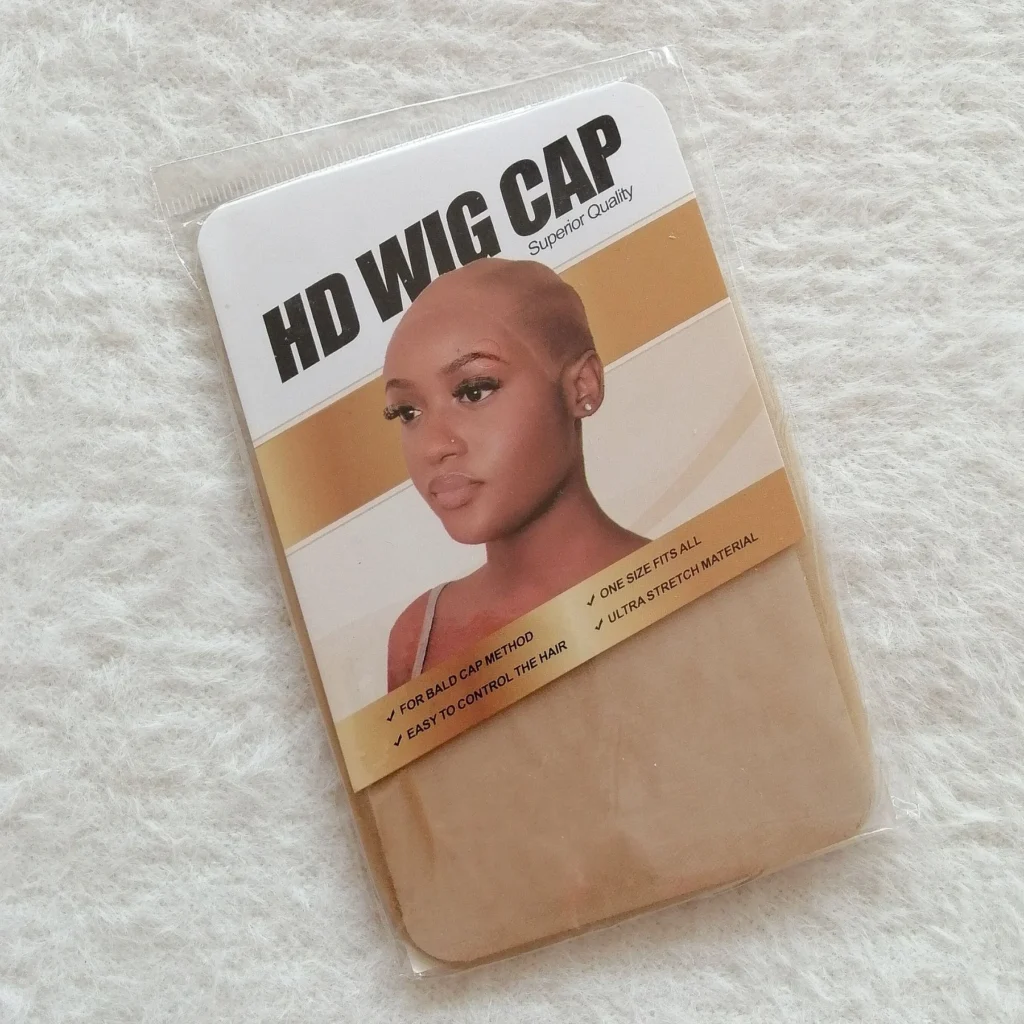 HD WIG CAP
Superior Quality
✓ FOR BALD CAP METHOD
✓ EASY TO CONTROL THE HAIR
✓ ONE SIZE FITS ALL
✓ ULTRA STRETCH MATERIAL